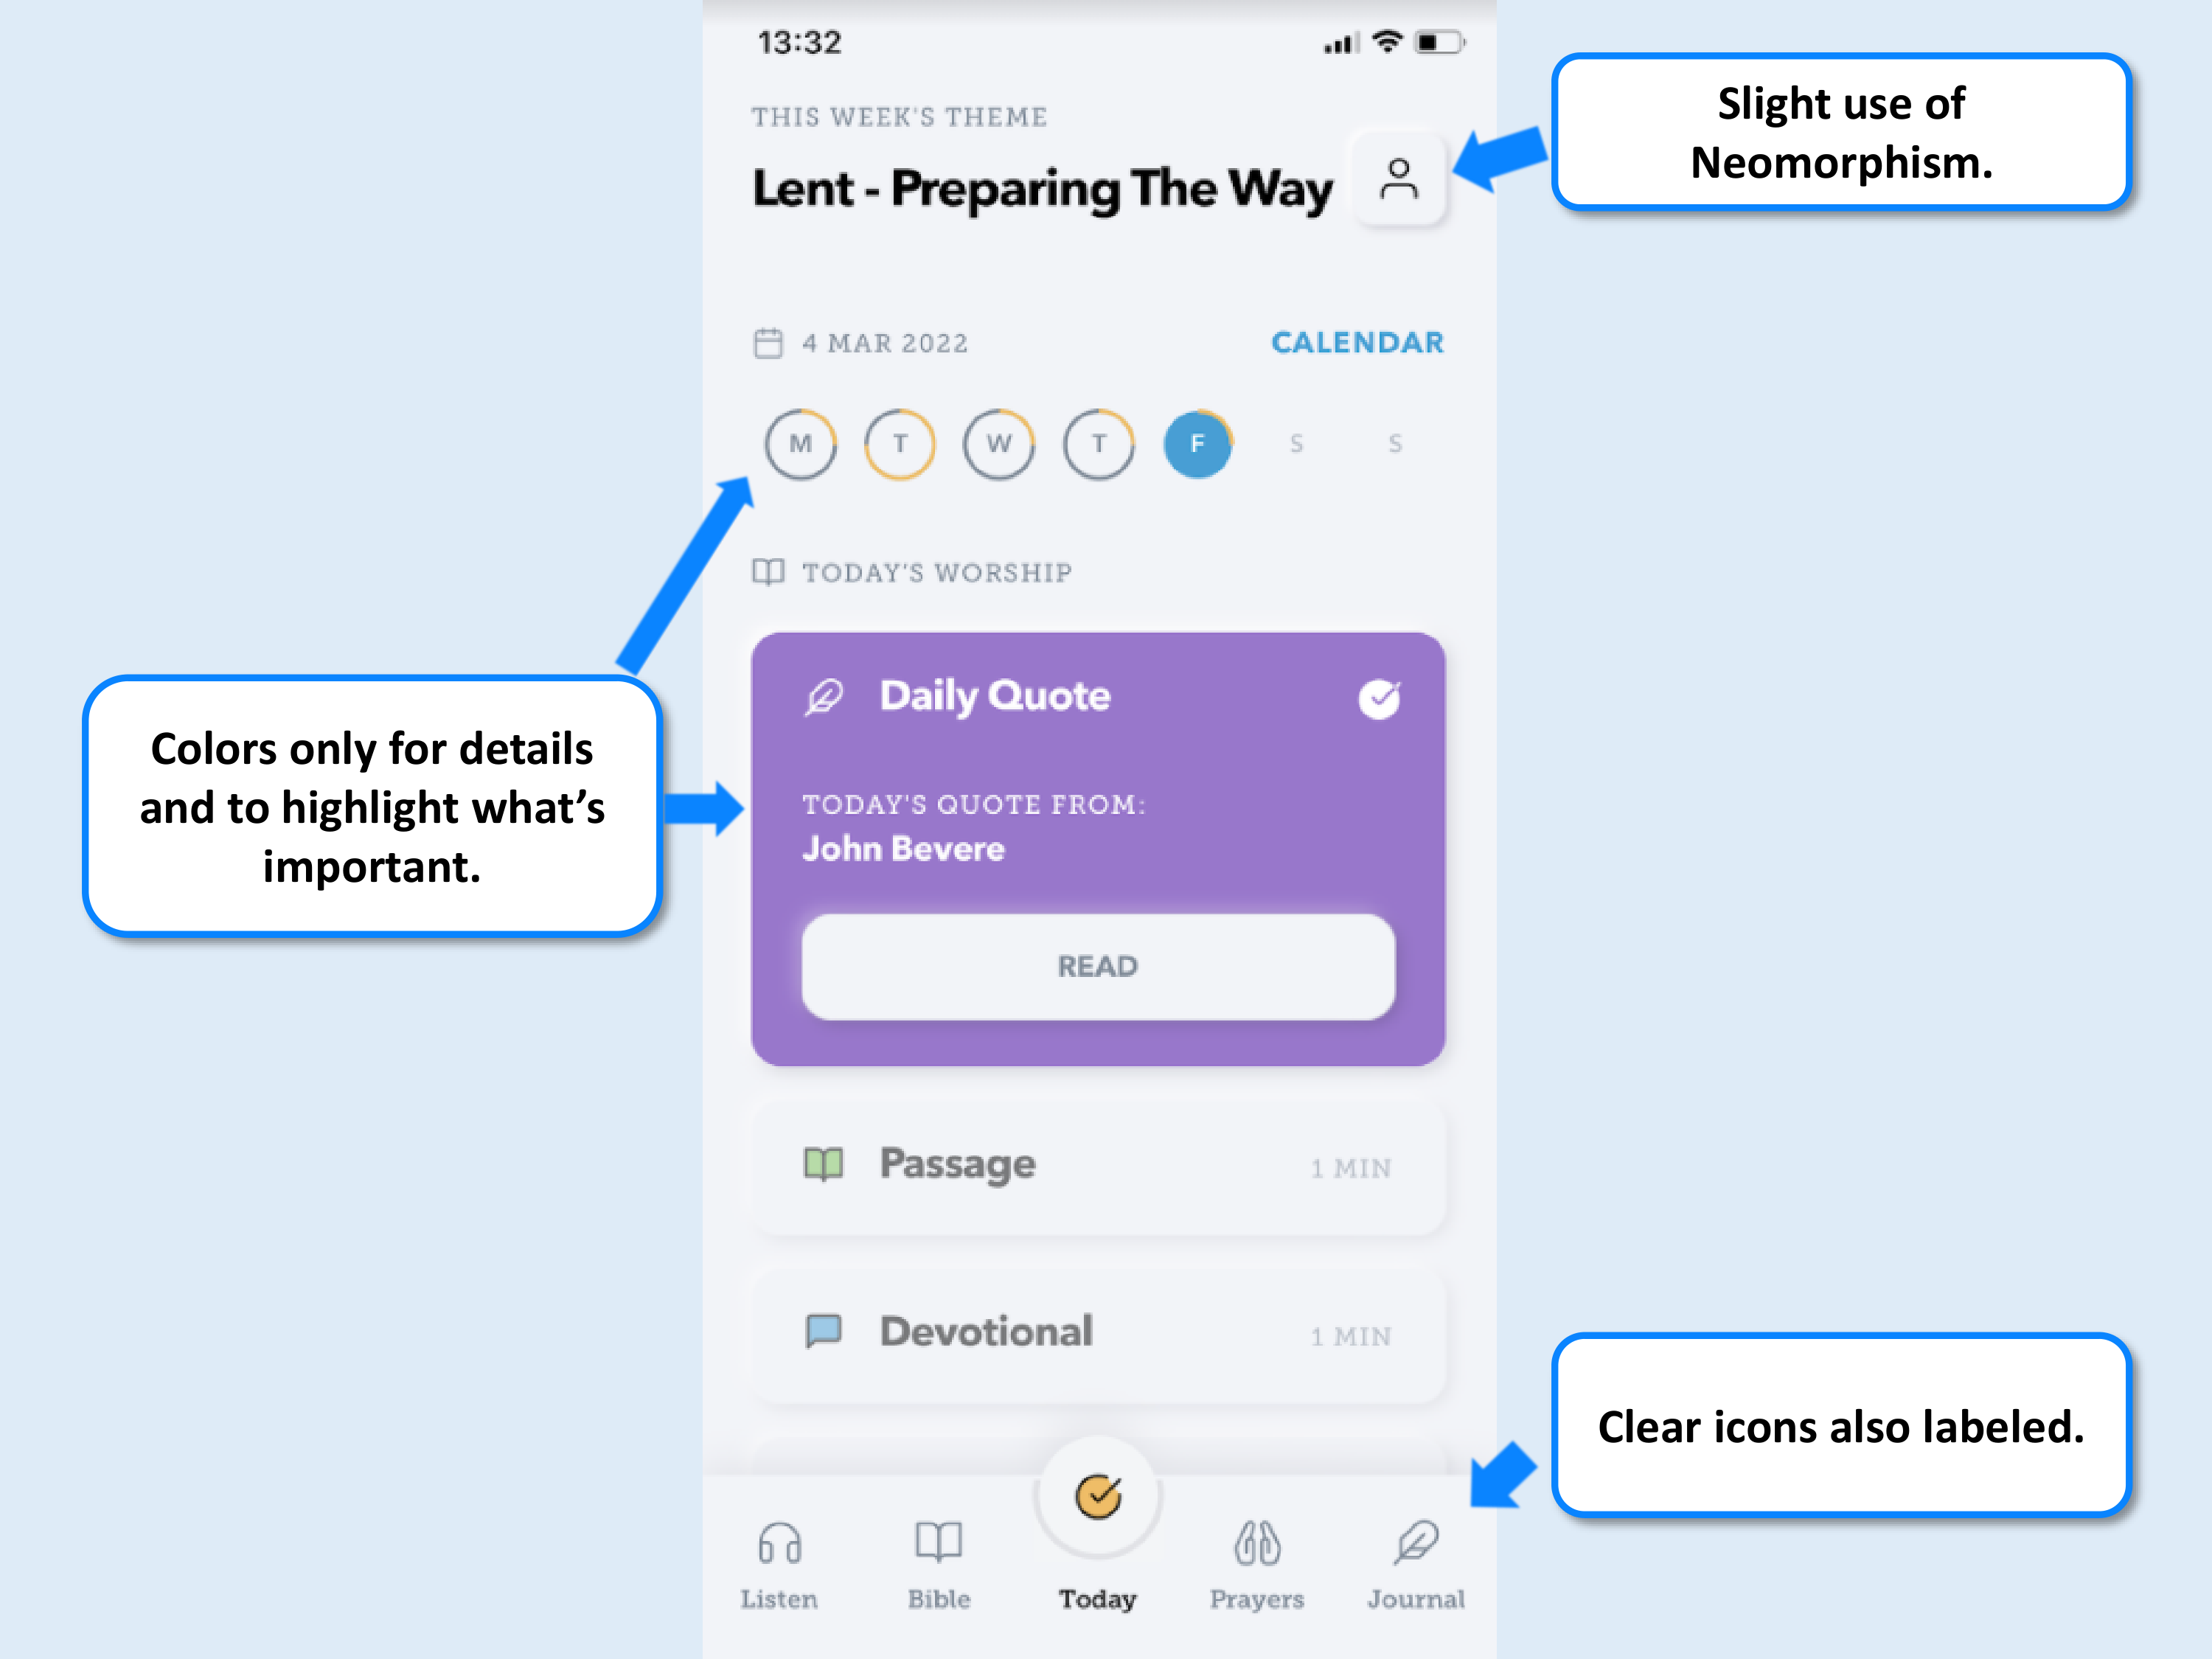 13:32
THIS WEEK'S THEME
Lent - Preparing The Way
Slight use of
Neomorphism.
4 MAR 2022
CALENDAR
M T W T F S S
TODAY'S WORSHIP
Colors only for details
and to highlight what's
important.
Daily Quote
TODAY'S QUOTE FROM:
John Bevere
READ
Passage
1 MIN
Devotional
1 MIN
Clear icons also labeled.
Listen
Bible
Today
Prayers
Journal